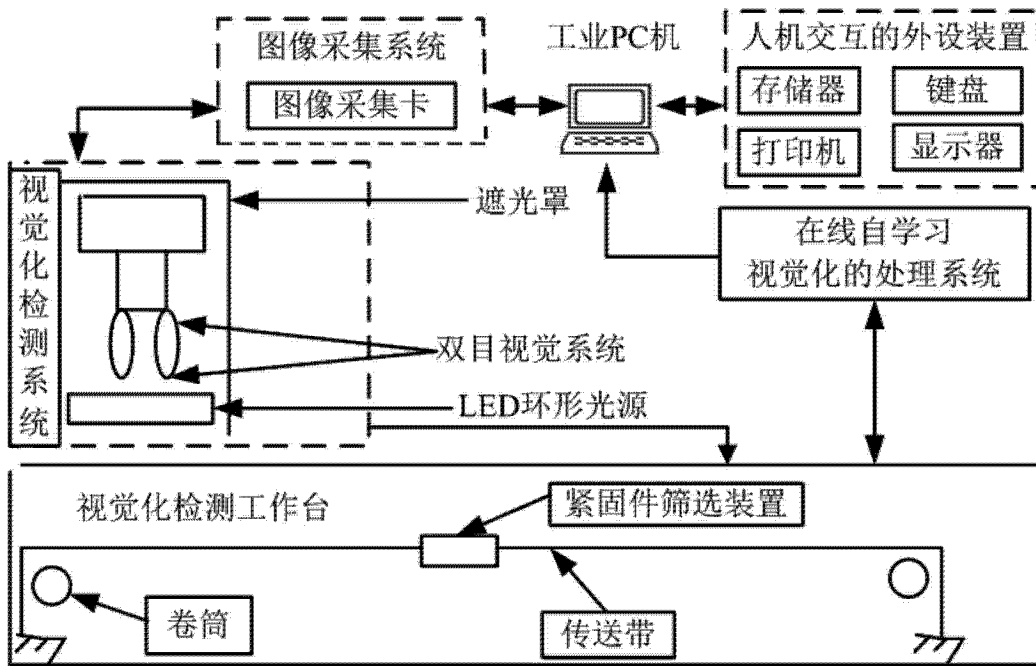 图像采集系统
图像采集卡
工业PC机
人机交互的外设装置
存储器
键盘
打印机
显示器
视觉化检测系统
遮光罩
在线自学习
视觉化的处理系统
双目视觉系统
LED环形光源
视觉化检测工作台
紧固件筛选装置
卷筒
传送带